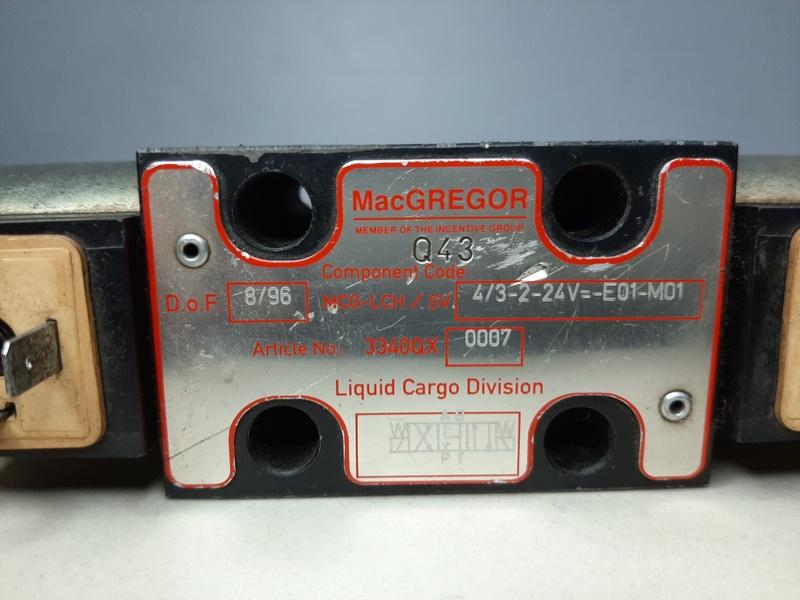 MacGREGOR
MEMBER OF THE INCENTIVE GROUP
Q43
Component Code
D.o.F 8/96 MCG-LCH / SV 4/3-2-24V=-E01-M01
Article No.: 3340QX 0007
Liquid Cargo Division
A B
P T